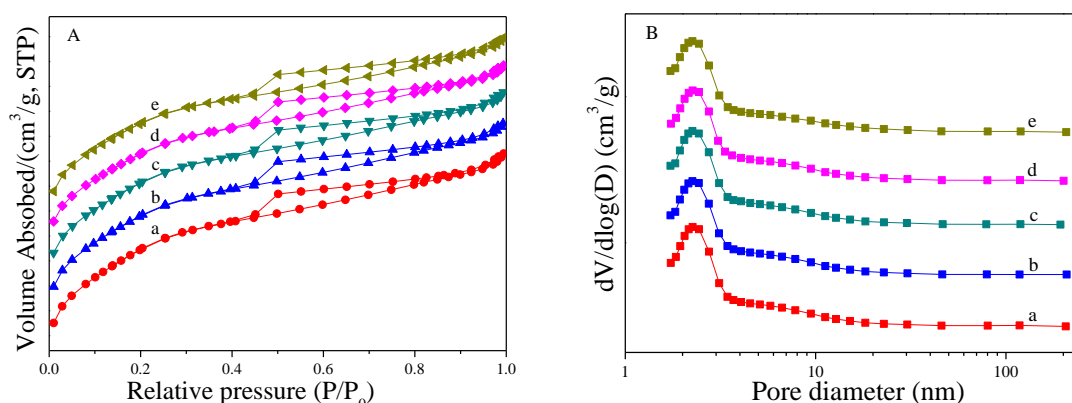 A
Volume Absobed/(cm³/g, STP)
e
d
c
b
a
0.0 0.2 0.4 0.6 0.8 1.0
Relative pressure (P/P₀)
B
dV/dlog(D) (cm³/g)
e
d
c
b
a
1 10 100
Pore diameter (nm)